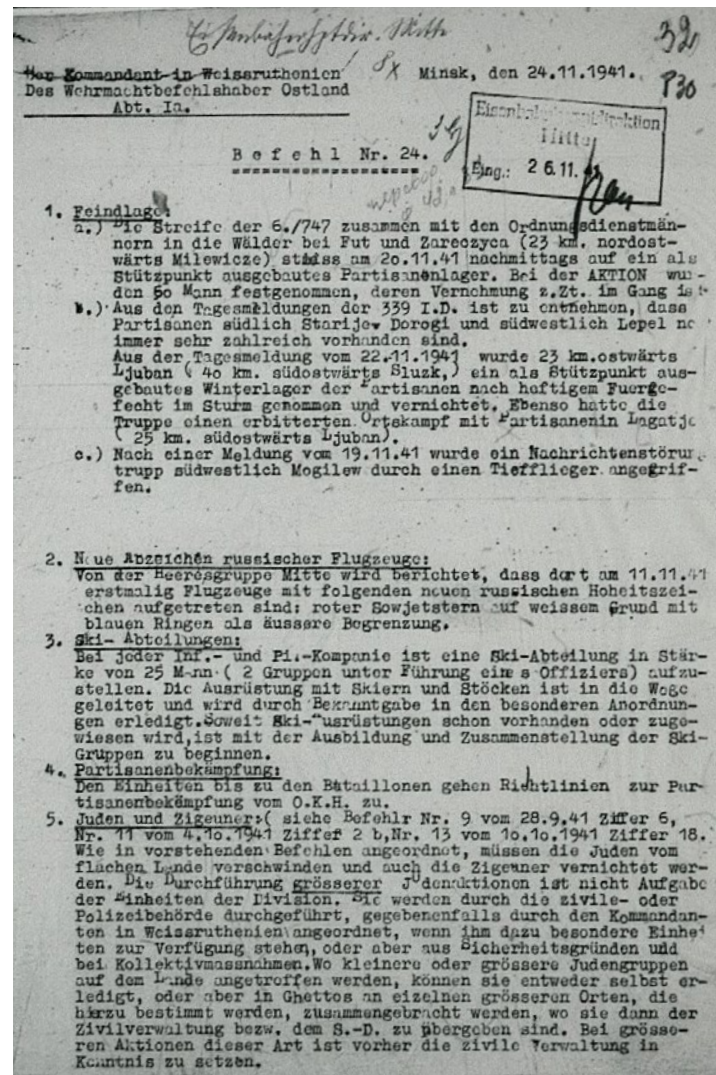 Eisenbahnhptdir. Mitte
32
Der Kommandant in Weissruthenien
8x Minsk, den 24.11.1941.
Des Wehrmachtbefehlshaber Ostland
P30
Abt. Ia.
Eisenbahnhauptdirektion
Mitte
Eing.: 26.11.
Befehl Nr. 24.
1. Feindlage:
a.) Die Streife der 6./747 zusammen mit den Ordnungsdienstmän-
nern in die Wälder bei Fut und Zareczyca (23 km. nordost-
wärts Milewicze) stiess am 2o.11.41 nachmittags auf ein als
Stützpunkt ausgebautes Partisanenlager. Bei der AKTION wur-
den 5o Mann festgenommen, deren Vernehmung z.Zt. im Gang ist
b.) Aus den Tagesmeldungen der 339 I.D. ist zu entnehmen, dass
Partisanen südlich Starijew Dorogi und südwestlich Lepel no
immer sehr zahlreich vorhanden sind.
Aus der Tagesmeldung vom 22.11.1941 wurde 23 km.ostwärts
Ljuban ( 4o km. südostwärts Sluzk,) ein als Stützpunkt aus-
gebautes Winterlager der Partisanen nach heftigem Fuerge-
fecht im Sturm genommen und vernichtet. Ebenso hatte die
Truppe einen erbitterten Ortskampf mit Partisanenin Lagatje
( 25 km. südostwärts Ljuban).
c.) Nach einer Meldung vom 19.11.41 wurde ein Nachrichtenstörun
trupp südwestlich Mogilew durch einen Tiefflieger angegrif-
fen.
2. Neue Abzeichen russischer Flugzeuge:
Von der Heeresgruppe Mitte wird berichtet, dass dort am 11.11.41
erstmalig Flugzeuge mit folgenden neuen russischen Hoheitszei-
chen aufgetreten sind: roter Sowjetstern auf weissem Grund mit
blauen Ringen als äussere Begrenzung.
3. Ski- Abteilungen:
Bei jeder Inf.- und Pi.-Kompanie ist eine Ski-Abteilung in Stär-
ke von 25 Mann ( 2 Gruppen unter Führung eines Offiziers) aufzu-
stellen. Die Ausrüstung mit Skiern und Stöcken ist in die Wege
geleitet und wird durch Bekanntgabe in den besonderen Anordnun-
gen erledigt.Soweit Ski-Ausrüstungen schon vorhanden oder zuge-
wiesen wird,ist mit der Ausbildung und Zusammenstellung der Ski-
Gruppen zu beginnen.
4. Partisanenbekämpfung:
Den Einheiten bis zu den Bataillonen gehen Richtlinien zur Par-
tisanenbekämpfung vom O.K.H. zu.
5. Juden und Zigeuner:( siehe Befehlr Nr. 9 vom 28.9.41 Ziffer 6,
Nr. 11 vom 4.1o.1941 Ziffer 2 b,Nr. 13 vom 1o.1o.1941 Ziffer 18.
Wie in vorstehenden Befehlen angeordnet, müssen die Juden vom
flachen Lande verschwinden und auch die Zigeuner vernichtet wer-
den. Die Durchführung grösserer Judenaktionen ist nicht Aufgabe
der Einheiten der Division. Sie werden durch die zivile- oder
Polizeibehörde durchgeführt, gegebenenfalls durch den Kommandan-
ten in Weissruthenien angeordnet, wenn ihm dazu besondere Einhei
ten zur Verfügung stehen, oder aber aus Sicherheitsgründen und
bei Kollektivmassnahmen.Wo kleinere oder grössere Judengruppen
auf dem Lande angetroffen werden, können sie entweder selbst er-
ledigt, oder aber in Ghettos an eizelnen grösseren Orten, die
hierzu bestimmt werden, zusammengebracht werden, wo sie dann der
Zivilverwaltung bezw. dem S.-D. zu übergeben sind. Bei grösse-
ren Aktionen dieser Art ist vorher die zivile Verwaltung in
Kenntnis zu setzen.